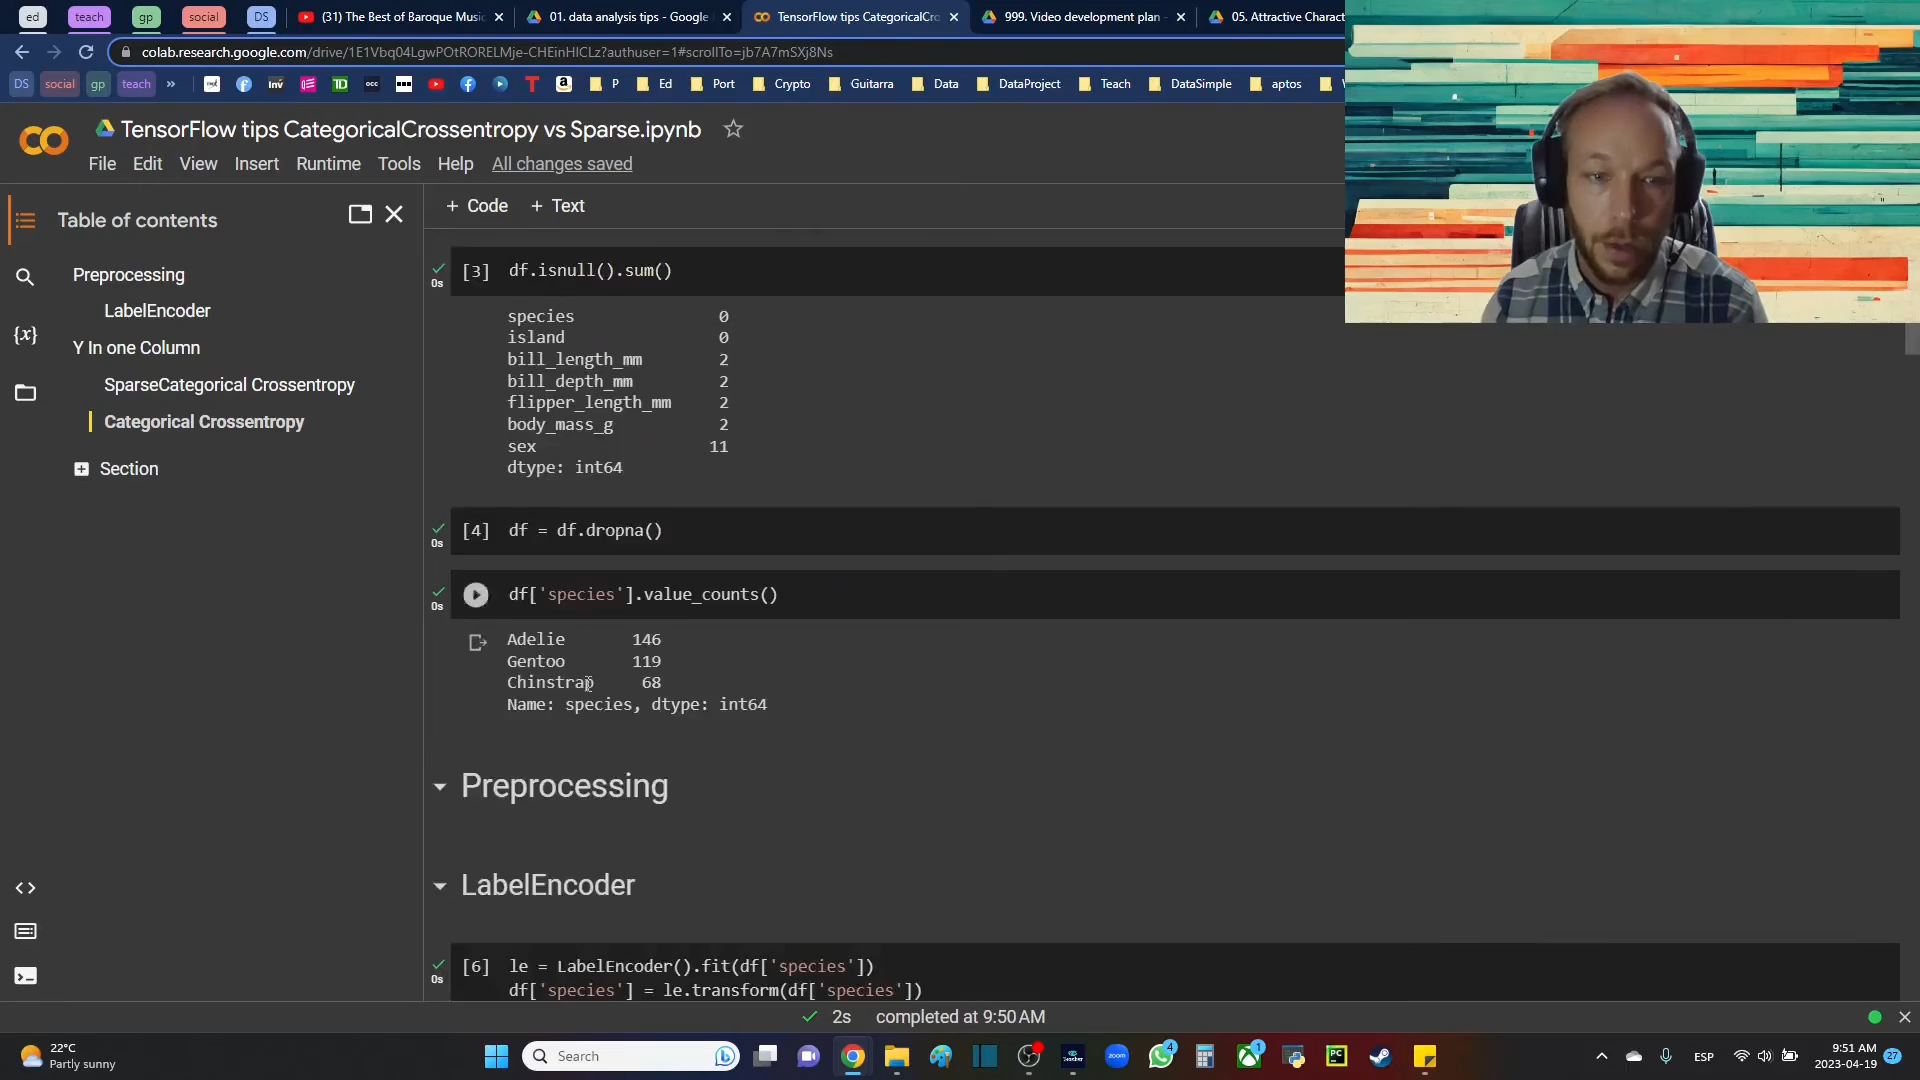 ed
teach
gp
social
DS
(31) The Best of Baroque Music
01. data analysis tips - Google
TensorFlow tips CategoricalCro
999. Video development plan -
05. Attractive Charact
colab.research.google.com/drive/1E1Vbq04LgwPOtRORELMje-CHEinHlCLz?authuser=1#scrollTo=jb7A7mSXj8Ns
DS
social
gp
teach
»
P
Ed
Port
Crypto
Guitarra
Data
DataProject
Teach
DataSimple
aptos
TensorFlow tips CategoricalCrossentropy vs Sparse.ipynb
File Edit View Insert Runtime Tools Help All changes saved
Table of contents
Preprocessing
LabelEncoder
Y In one Column
SparseCategorical Crossentropy
Categorical Crossentropy
Section
+ Code + Text
[3] df.isnull().sum()
0s
species 0
island 0
bill_length_mm 2
bill_depth_mm 2
flipper_length_mm 2
body_mass_g 2
sex 11
dtype: int64
[4] df = df.dropna()
0s
df['species'].value_counts()
0s
Adelie 146
Gentoo 119
Chinstrap 68
Name: species, dtype: int64
Preprocessing
LabelEncoder
[6] le = LabelEncoder().fit(df['species'])
0s
df['species'] = le.transform(df['species'])
2s completed at 9:50 AM
22°C
Partly sunny
Search
ESP
9:51 AM
2023-04-19
27